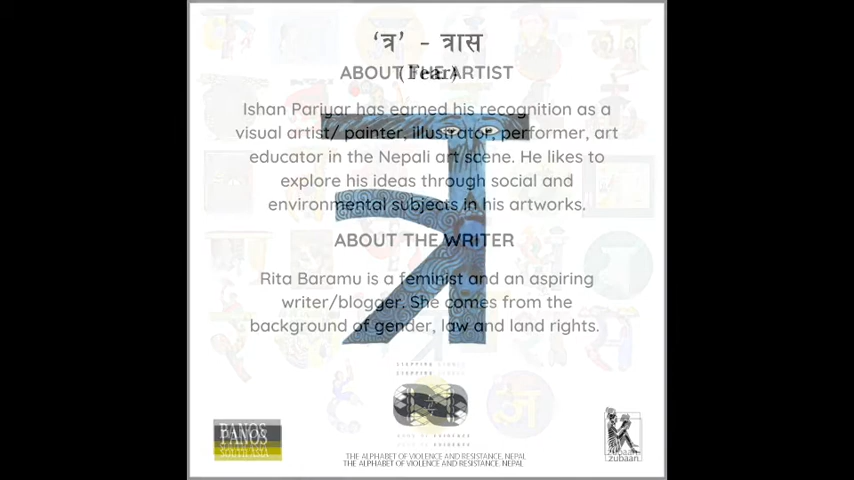 ‘त्र’ - त्रास
(Fear)
ABOUT THE ARTIST
Ishan Pariyar has earned his recognition as a
visual artist/ painter, illustrator, performer, art
educator in the Nepali art scene. He likes to
explore his ideas through social and
environmental subjects in his artworks.
ABOUT THE WRITER
Rita Baramu is a feminist and an aspiring
writer/blogger. She comes from the
background of gender, law and land rights.
PANOS
SOUTH ASIA
zubaan
THE ALPHABET OF VIOLENCE AND RESISTANCE. NEPAL
THE ALPHABET OF VIOLENCE AND RESISTANCE. NEPAL